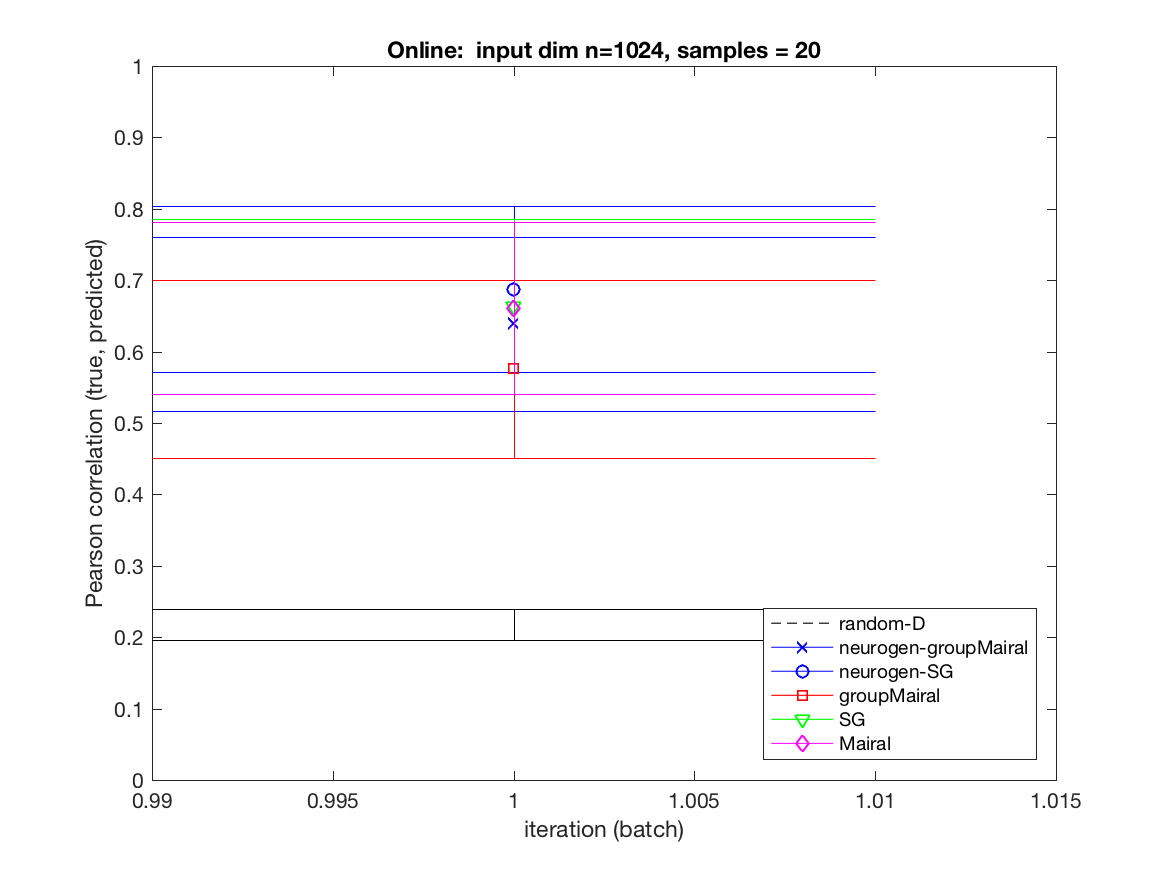 Online:  input dim n=1024, samples = 20
Pearson correlation (true, predicted)
1
0.9
0.8
0.7
0.6
0.5
0.4
0.3
0.2
0.1
0
random-D
neurogen-groupMairal
neurogen-SG
groupMairal
SG
Mairal
0.99
0.995
1
1.005
1.01
1.015
iteration (batch)